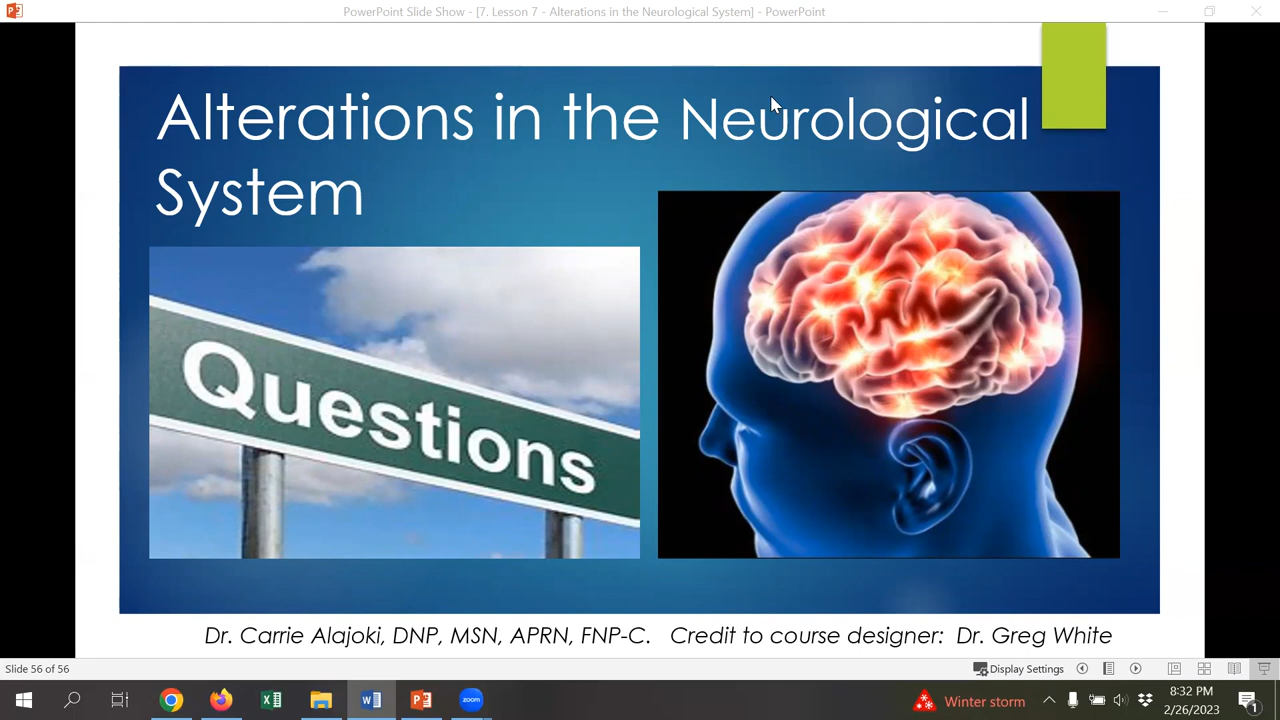 PowerPoint Slide Show - [7. Lesson 7 - Alterations in the Neurological System] - PowerPoint
Alterations in the Neurological
System
Questions
Dr. Carrie Alajoki, DNP, MSN, APRN, FNP-C. Credit to course designer: Dr. Greg White
Slide 56 of 56
Display Settings
zoom
Winter storm
8:32 PM
2/26/2023
1